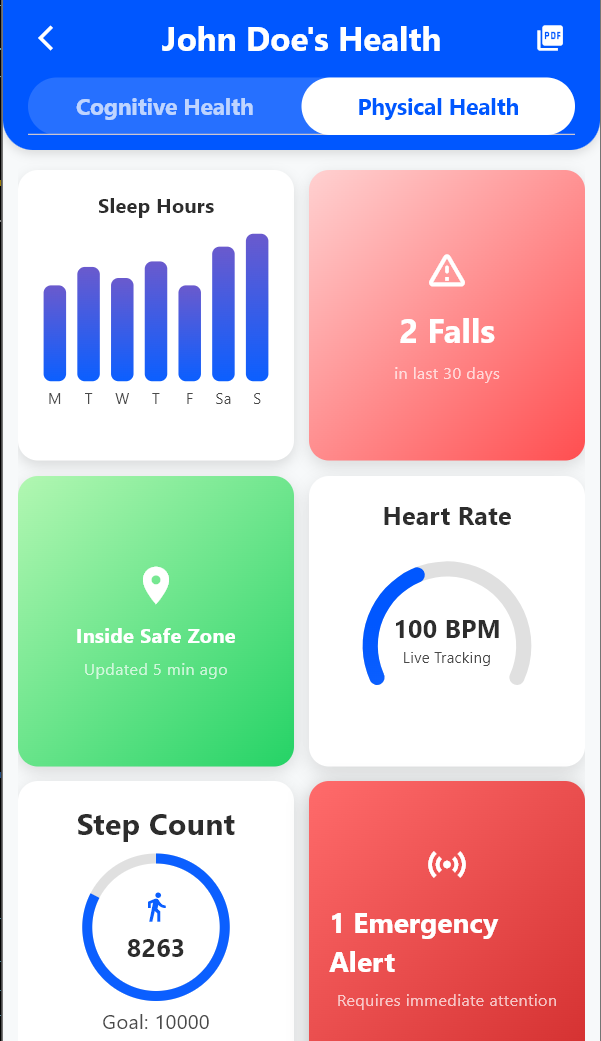 John Doe's Health
PDF
Cognitive Health
Physical Health
Sleep Hours
M T W T F Sa S
2 Falls
in last 30 days
Inside Safe Zone
Updated 5 min ago
Heart Rate
100 BPM
Live Tracking
Step Count
8263
Goal: 10000
1 Emergency
Alert
Requires immediate attention